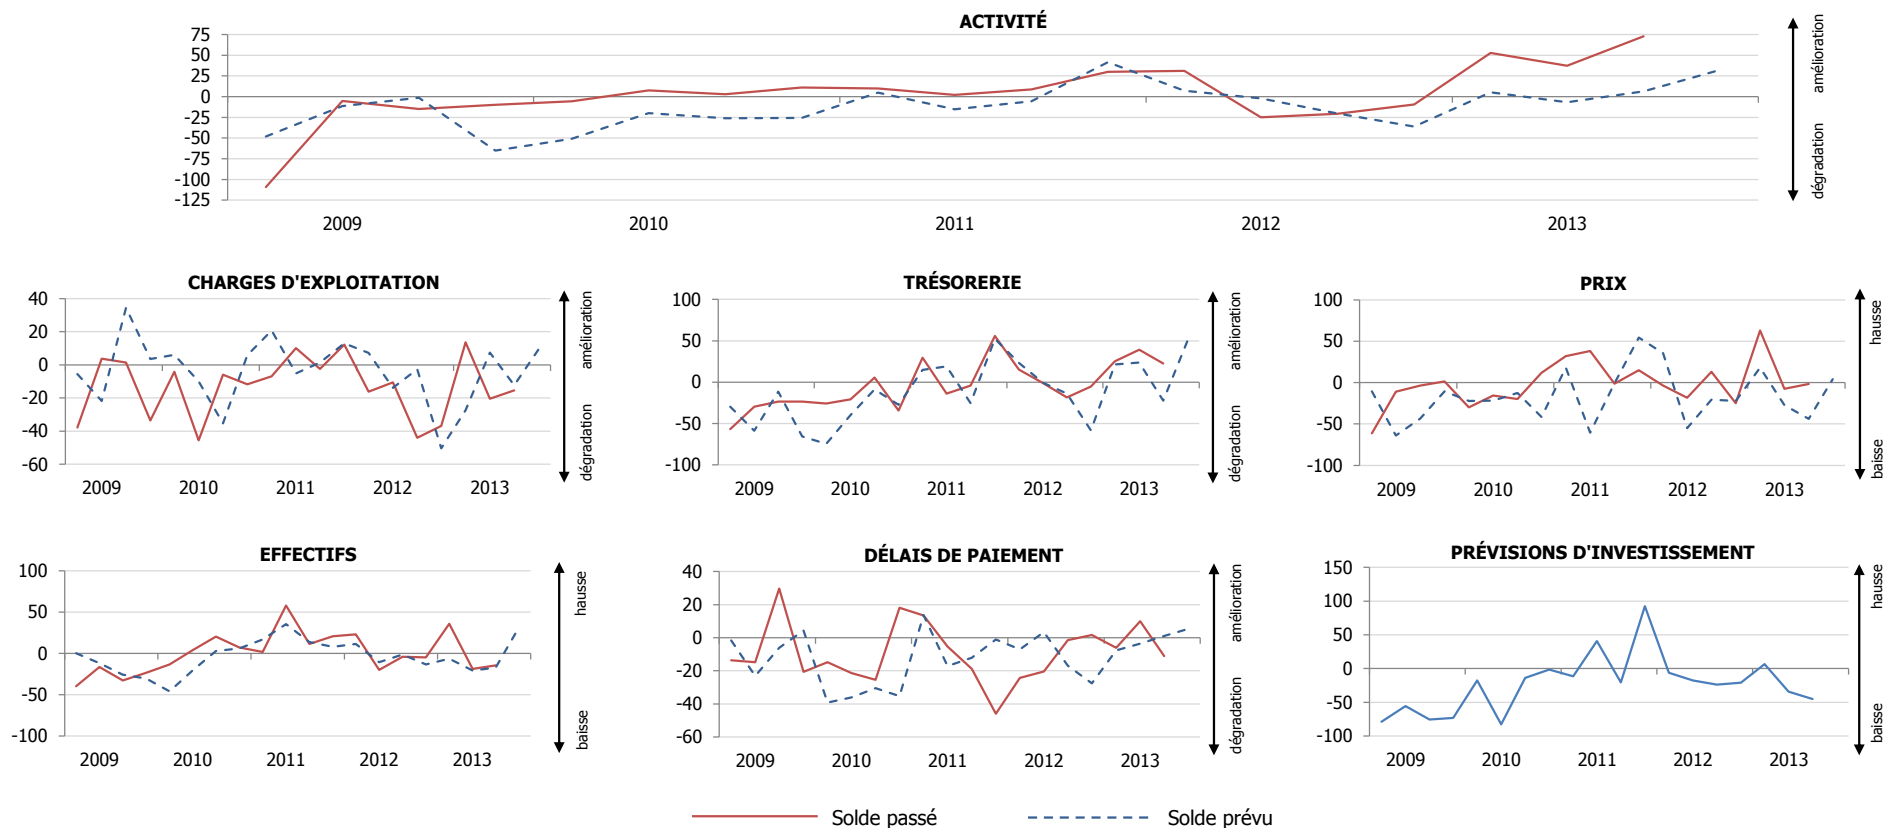 ACTIVITÉ
75
50
25
0
-25
-50
-75
-100
-125
2009 2010 2011 2012 2013
amélioration
dégradation
CHARGES D'EXPLOITATION
40
20
0
-20
-40
-60
2009 2010 2011 2012 2013
amélioration
dégradation
TRÉSORERIE
100
50
0
-50
-100
2009 2010 2011 2012 2013
amélioration
dégradation
PRIX
100
50
0
-50
-100
2009 2010 2011 2012 2013
hausse
baisse
EFFECTIFS
100
50
0
-50
-100
2009 2010 2011 2012 2013
hausse
baisse
DÉLAIS DE PAIEMENT
40
20
0
-20
-40
-60
2009 2010 2011 2012 2013
amélioration
dégradation
PRÉVISIONS D'INVESTISSEMENT
150
100
50
0
-50
-100
2009 2010 2011 2012 2013
hausse
baisse
Solde passé Solde prévu